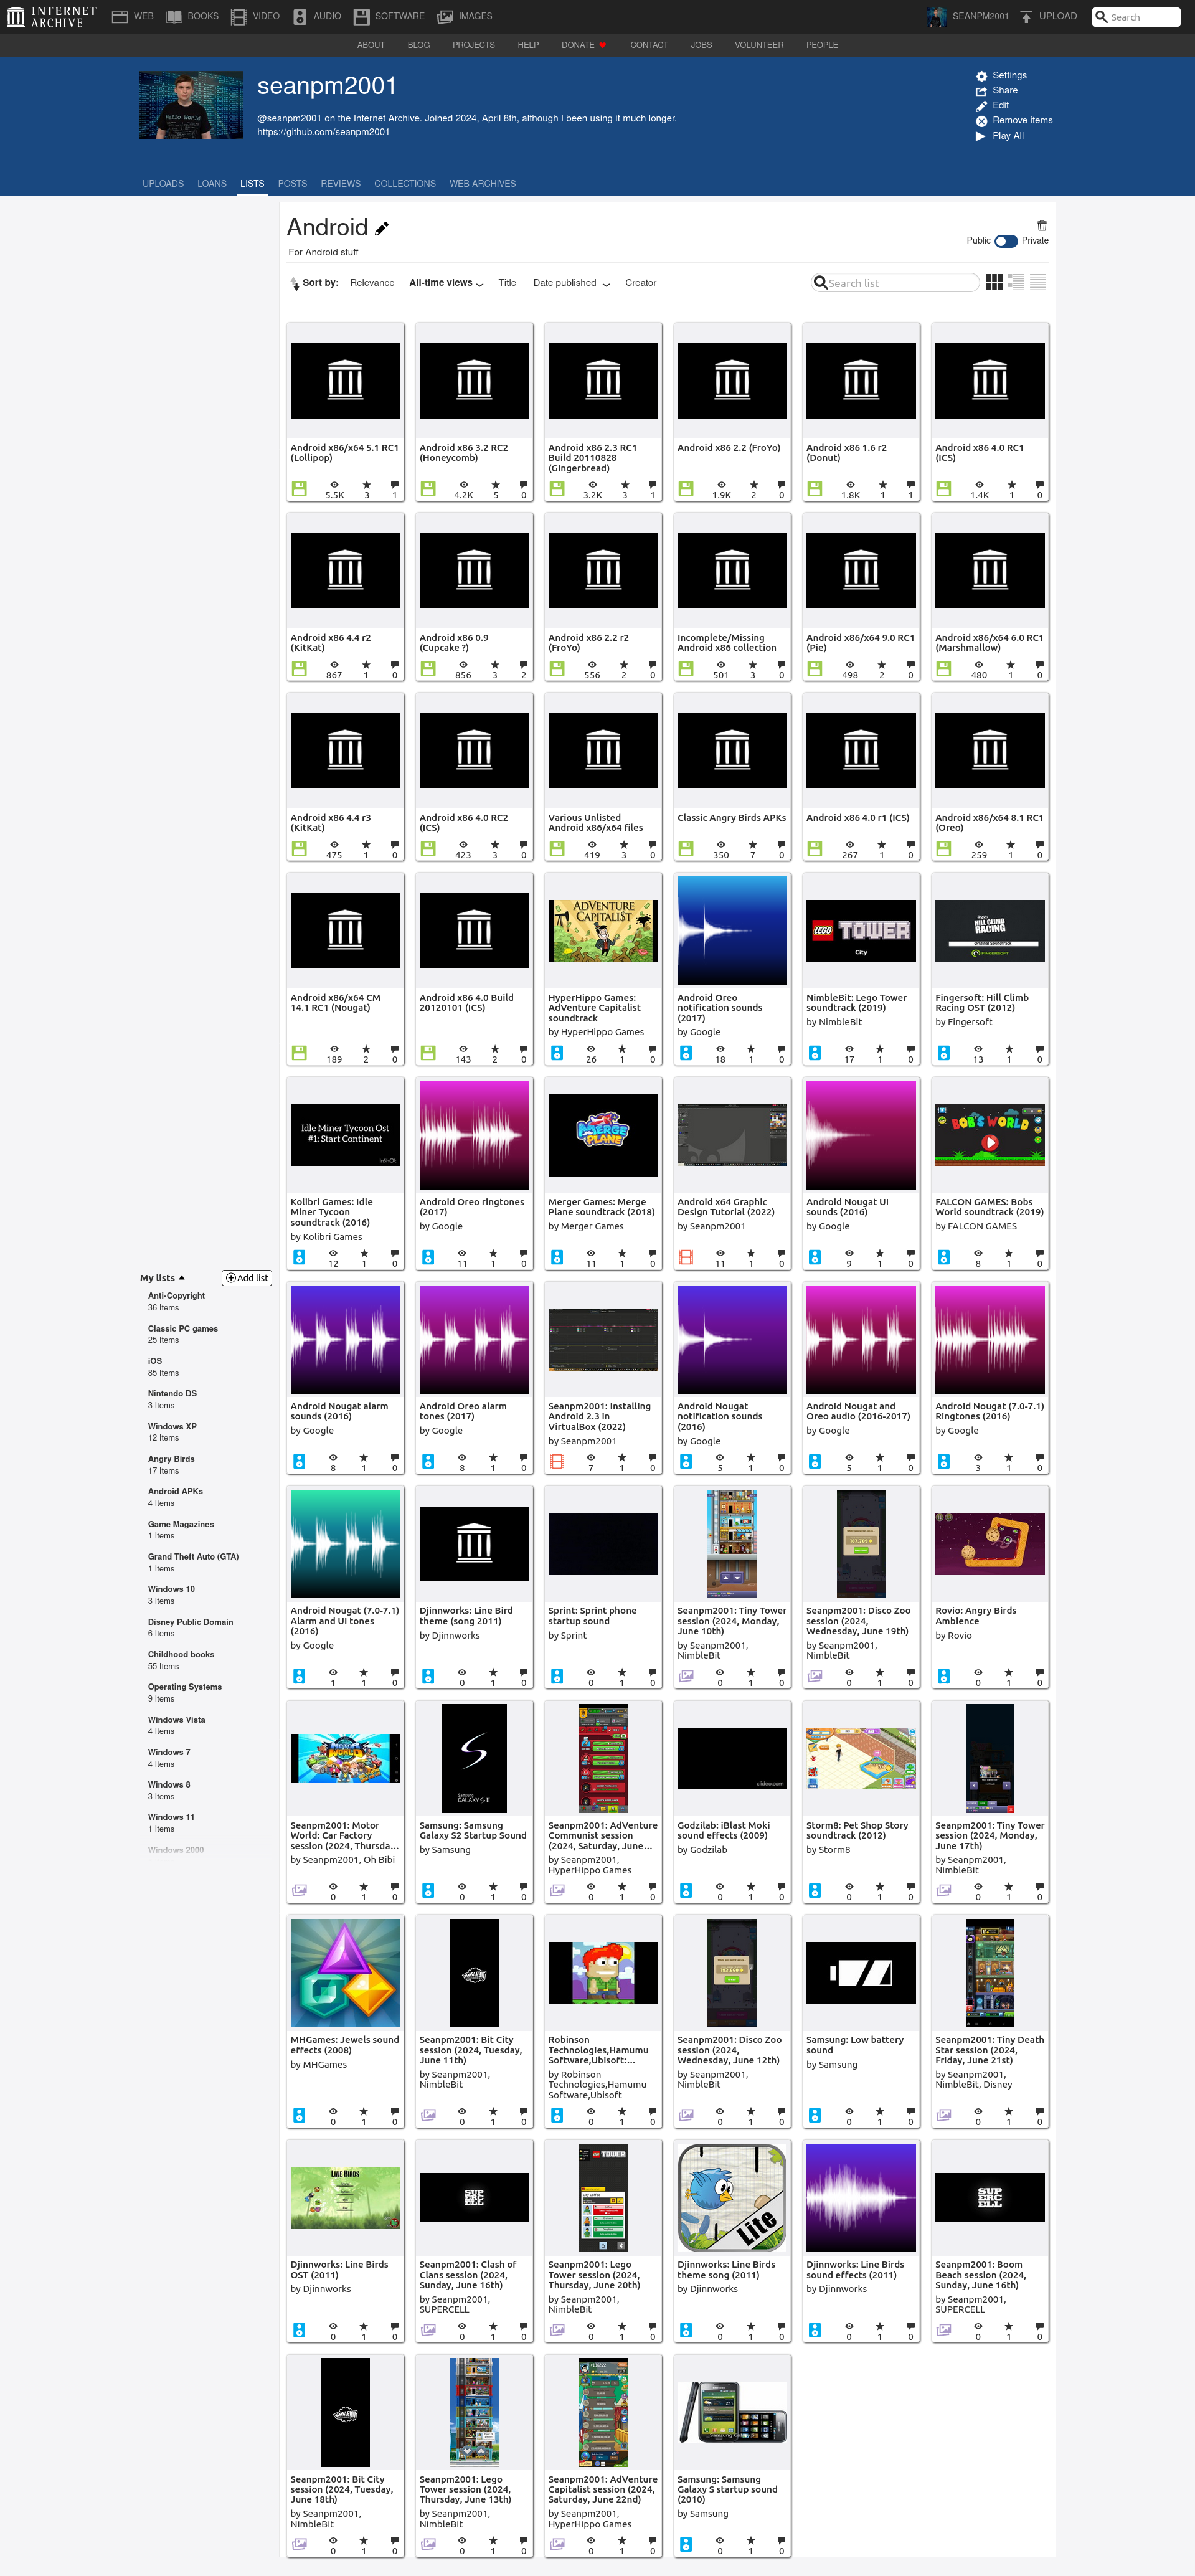 INTERNET ARCHIVE
WEB BOOKS VIDEO AUDIO SOFTWARE IMAGES SEANPM2001 UPLOAD Search
ABOUT BLOG PROJECTS HELP DONATE CONTACT JOBS VOLUNTEER PEOPLE
seanpm2001
@seanpm2001 on the Internet Archive. Joined 2024, April 8th, although I been using it much longer.
https://github.com/seanpm2001
Settings
Share
Edit
Remove items
Play All
UPLOADS LOANS LISTS POSTS REVIEWS COLLECTIONS WEB ARCHIVES
Android
For Android stuff
Public Private
Sort by: Relevance All-time views Title Date published Creator Search list
Android x86/x64 5.1 RC1
(Lollipop)
5.5K 3 1
Android x86 3.2 RC2
(Honeycomb)
4.2K 5 0
Android x86 2.3 RC1
Build 20110828
(Gingerbread)
3.2K 3 1
Android x86 2.2 (FroYo)
1.9K 2 0
Android x86 1.6 r2
(Donut)
1.8K 1 1
Android x86 4.0 RC1
(ICS)
1.4K 1 0
Android x86 4.4 r2
(KitKat)
867 1 0
Android x86 0.9
(Cupcake ?)
856 3 2
Android x86 2.2 r2
(FroYo)
556 2 0
Incomplete/Missing
Android x86 collection
501 3 0
Android x86/x64 9.0 RC1
(Pie)
498 2 0
Android x86/x64 6.0 RC1
(Marshmallow)
480 1 0
Android x86 4.4 r3
(KitKat)
475 1 0
Android x86 4.0 RC2
(ICS)
423 3 0
Various Unlisted
Android x86/x64 files
419 3 0
Classic Angry Birds APKs
350 7 0
Android x86 4.0 r1 (ICS)
267 1 0
Android x86/x64 8.1 RC1
(Oreo)
259 1 0
Android x86/x64 CM
14.1 RC1 (Nougat)
189 2 0
Android x86 4.0 Build
20120101 (ICS)
143 2 0
ADVENTURE
CAPITALI$T
HyperHippo Games:
AdVenture Capitalist
soundtrack
by HyperHippo Games
26 1 0
Android Oreo
notification sounds
(2017)
by Google
18 1 0
LEGO TOWER
City
NimbleBit: Lego Tower
soundtrack (2019)
by NimbleBit
17 1 0
HILL CLIMB
RACING
Original Soundtrack
FINGERSOFT
Fingersoft: Hill Climb
Racing OST (2012)
by Fingersoft
13 1 0
Idle Miner Tycoon Ost
#1: Start Continent
Kolibri Games: Idle
Miner Tycoon
soundtrack (2016)
by Kolibri Games
12 1 0
Android Oreo ringtones
(2017)
by Google
11 1 0
MERGE
PLANE
Merger Games: Merge
Plane soundtrack (2018)
by Merger Games
11 1 0
Android x64 Graphic
Design Tutorial (2022)
by Seanpm2001
11 1 0
Android Nougat UI
sounds (2016)
by Google
9 1 0
BOB'S WORLD
FALCON GAMES: Bobs
World soundtrack (2019)
by FALCON GAMES
8 1 0
My lists Add list
Anti-Copyright
36 Items
Classic PC games
25 Items
iOS
85 Items
Nintendo DS
3 Items
Windows XP
12 Items
Angry Birds
17 Items
Android APKs
4 Items
Game Magazines
1 Items
Grand Theft Auto (GTA)
1 Items
Windows 10
3 Items
Disney Public Domain
6 Items
Childhood books
55 Items
Operating Systems
9 Items
Windows Vista
4 Items
Windows 7
4 Items
Windows 8
3 Items
Windows 11
1 Items
Windows 2000
Android Nougat alarm
sounds (2016)
by Google
8 1 0
Android Oreo alarm
tones (2017)
by Google
8 1 0
Seanpm2001: Installing
Android 2.3 in
VirtualBox (2022)
by Seanpm2001
7 1 0
Android Nougat
notification sounds
(2016)
by Google
5 1 0
Android Nougat and
Oreo audio (2016-2017)
by Google
5 1 0
Android Nougat (7.0-7.1)
Ringtones (2016)
by Google
3 1 0
Android Nougat (7.0-7.1)
Alarm and UI tones
(2016)
by Google
1 1 0
Djinnworks: Line Bird
theme (song 2011)
by Djinnworks
0 1 0
Sprint: Sprint phone
startup sound
by Sprint
0 1 0
Seanpm2001: Tiny Tower
session (2024, Monday,
June 10th)
by Seanpm2001,
NimbleBit
0 1 0
Seanpm2001: Disco Zoo
session (2024,
Wednesday, June 19th)
by Seanpm2001,
NimbleBit
0 1 0
Rovio: Angry Birds
Ambience
by Rovio
0 1 0
Seanpm2001: Motor
World: Car Factory
session (2024, Thursda...
by Seanpm2001, Oh Bibi
0 1 0
Samsung
GALAXY S II
Samsung: Samsung
Galaxy S2 Startup Sound
by Samsung
0 1 0
Seanpm2001: AdVenture
Communist session
(2024, Saturday, June...
by Seanpm2001,
HyperHippo Games
0 1 0
clideo.com
Godzilab: iBlast Moki
sound effects (2009)
by Godzilab
0 1 0
Storm8: Pet Shop Story
soundtrack (2012)
by Storm8
0 1 0
Seanpm2001: Tiny Tower
session (2024, Monday,
June 17th)
by Seanpm2001,
NimbleBit
0 1 0
MHGames: Jewels sound
effects (2008)
by MHGames
0 1 0
Seanpm2001: Bit City
session (2024, Tuesday,
June 11th)
by Seanpm2001,
NimbleBit
0 1 0
Robinson
Technologies,Hamumu
Software,Ubisoft:...
by Robinson
Technologies,Hamumu
Software,Ubisoft
0 1 0
Seanpm2001: Disco Zoo
session (2024,
Wednesday, June 12th)
by Seanpm2001,
NimbleBit
0 1 0
Samsung: Low battery
sound
by Samsung
0 1 0
Seanpm2001: Tiny Death
Star session (2024,
Friday, June 21st)
by Seanpm2001,
NimbleBit, Disney
0 1 0
LINE BIRDS
Djinnworks: Line Birds
OST (2011)
by Djinnworks
0 1 0
SUPERCELL
Seanpm2001: Clash of
Clans session (2024,
Sunday, June 16th)
by Seanpm2001,
SUPERCELL
0 1 0
TOWER
Seanpm2001: Lego
Tower session (2024,
Thursday, June 20th)
by Seanpm2001,
NimbleBit
0 1 0
Lite
Djinnworks: Line Birds
theme song (2011)
by Djinnworks
0 1 0
Djinnworks: Line Birds
sound effects (2011)
by Djinnworks
0 1 0
SUPERCELL
Seanpm2001: Boom
Beach session (2024,
Sunday, June 16th)
by Seanpm2001,
SUPERCELL
0 1 0
Seanpm2001: Bit City
session (2024, Tuesday,
June 18th)
by Seanpm2001,
NimbleBit
0 1 0
Seanpm2001: Lego
Tower session (2024,
Thursday, June 13th)
by Seanpm2001,
NimbleBit
0 1 0
Seanpm2001: AdVenture
Capitalist session (2024,
Saturday, June 22nd)
by Seanpm2001,
HyperHippo Games
0 1 0
Samsung: Samsung
Galaxy S startup sound
(2010)
by Samsung
0 1 0